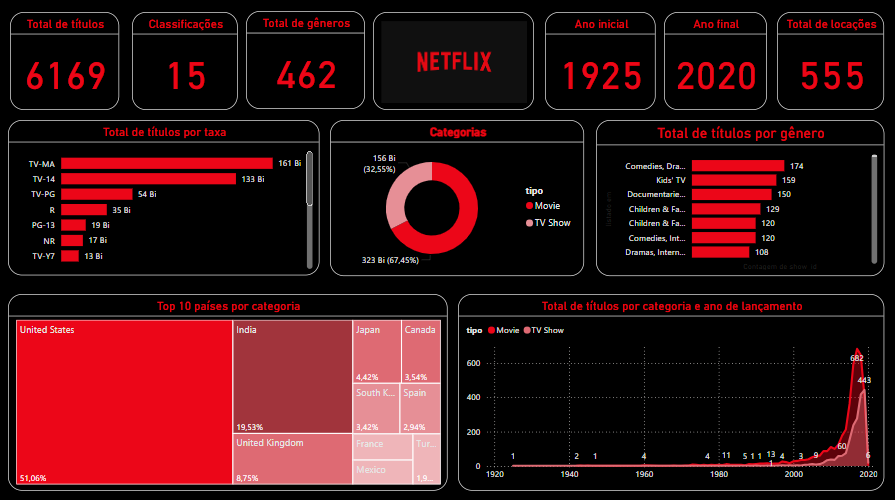 Total de títulos
6169
Classificações
15
Total de gêneros
462
NETFLIX
Ano inicial
1925
Ano final
2020
Total de locações
555
Total de títulos por taxa
TV-MA 161 Bi
TV-14 133 Bi
TV-PG 54 Bi
R 35 Bi
PG-13 19 Bi
NR 17 Bi
TV-Y7 13 Bi
Categorias
156 Bi
(32,55%)
323 Bi (67,45%)
tipo
Movie
TV Show
Total de títulos por gênero
Comedies, Dra... 174
Kids' TV 159
Documentarie... 150
Children & Fa... 129
Children & Fa... 120
Comedies, Int... 120
Dramas, Intern... 108
Contagem de show_id
Top 10 países por categoria
United States
51,06%
India
19,53%
United Kingdom
8,75%
Japan
4,42%
Canada
3,54%
South K...
3,42%
Spain
2,94%
France
Mexico
Tur...
1,9...
Total de títulos por categoria e ano de lançamento
tipo Movie TV Show
600
400
200
0
1 2 1 4 4 11 5 1 1 13 1 4 3 9 60 682 443 6
1920 1940 1960 1980 2000 2020